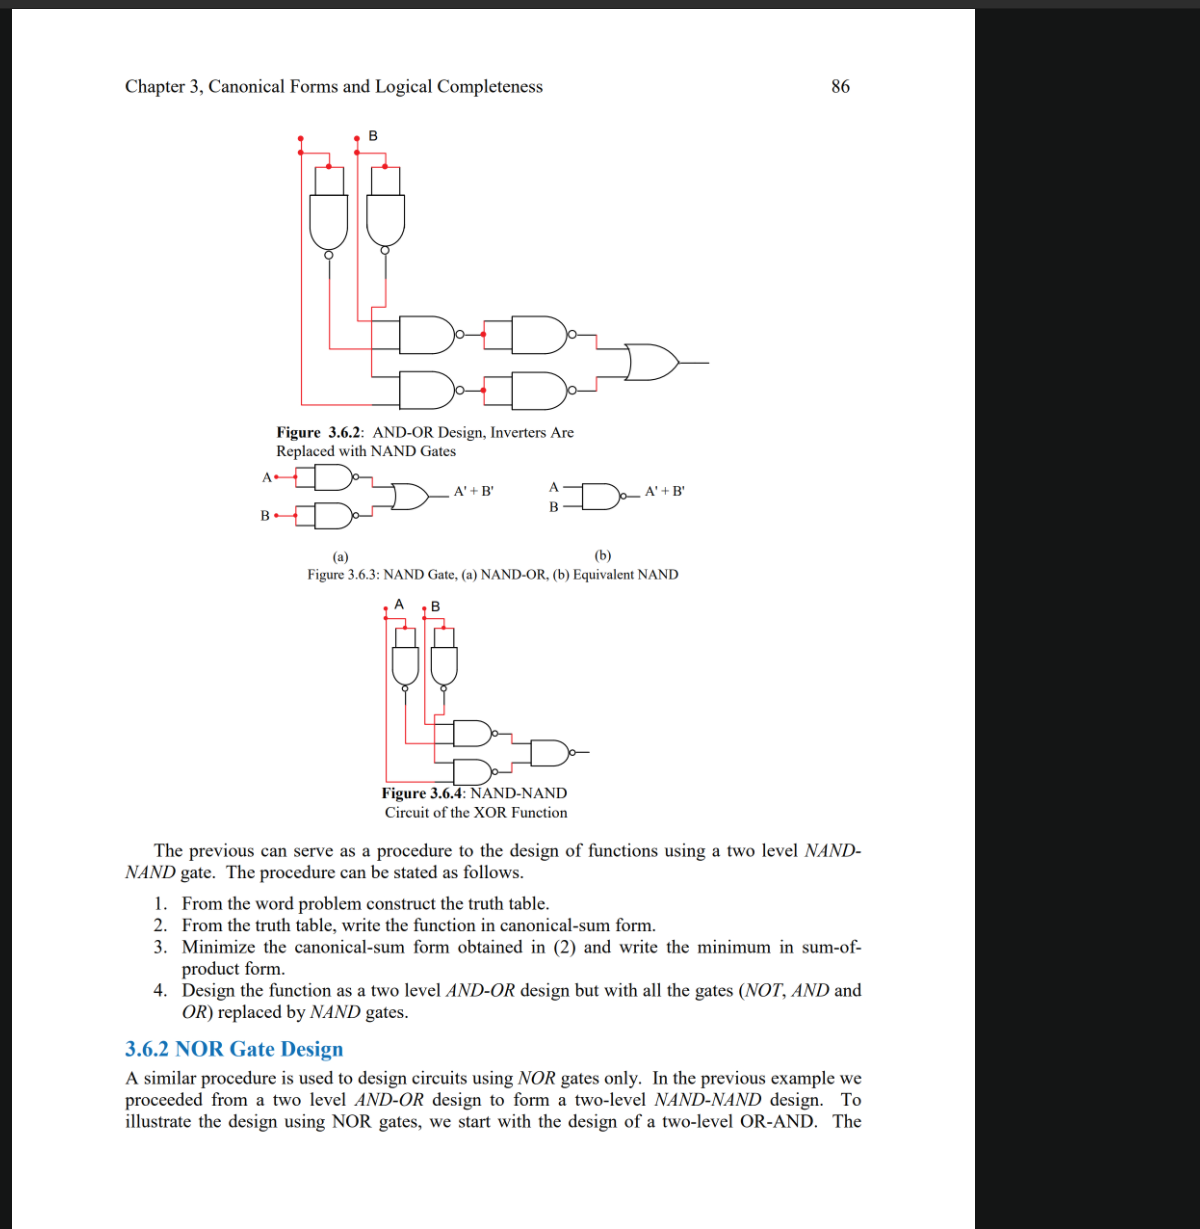 Chapter 3, Canonical Forms and Logical Completeness 86
B
Figure 3.6.2: AND-OR Design, Inverters Are
Replaced with NAND Gates
A
B
A' + B'
A
B
A' + B'
(a) (b)
Figure 3.6.3: NAND Gate, (a) NAND-OR, (b) Equivalent NAND
A B
Figure 3.6.4: NAND-NAND
Circuit of the XOR Function
The previous can serve as a procedure to the design of functions using a two level NAND-
NAND gate. The procedure can be stated as follows.
1. From the word problem construct the truth table.
2. From the truth table, write the function in canonical-sum form.
3. Minimize the canonical-sum form obtained in (2) and write the minimum in sum-of-
product form.
4. Design the function as a two level AND-OR design but with all the gates (NOT, AND and
OR) replaced by NAND gates.
3.6.2 NOR Gate Design
A similar procedure is used to design circuits using NOR gates only. In the previous example we
proceeded from a two level AND-OR design to form a two-level NAND-NAND design. To
illustrate the design using NOR gates, we start with the design of a two-level OR-AND. The